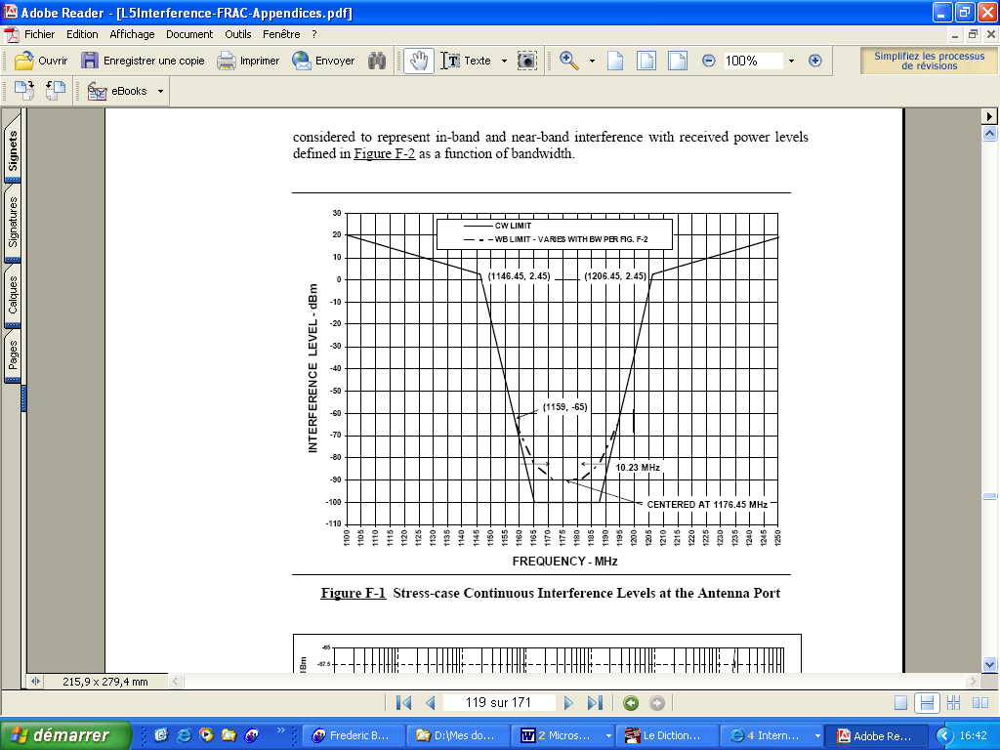 Adobe Reader - [L5Interference-FRAC-Appendices.pdf]
Fichier Edition Affichage Document Outils Fenêtre ?
Ouvrir Enregistrer une copie Imprimer Envoyer Texte 100% Simplifiez les processus
de révisions
eBooks
Signets
Signatures
Calques
Pages
considered to represent in-band and near-band interference with received power levels
defined in Figure F-2 as a function of bandwidth.
30
20
10
0
-10
-20
-30
-40
-50
-60
-70
-80
-90
-100
-110
INTERFERENCE LEVEL - dBm
CW LIMIT
WB LIMIT - VARIES WITH BW PER FIG. F-2
(1146.45, 2.45) (1206.45, 2.45)
(1159, -65)
10.23 MHz
CENTERED AT 1176.45 MHz
1100 1105 1110 1115 1120 1125 1130 1135 1140 1145 1150 1155 1160 1165 1170 1175 1180 1185 1190 1195 1200 1205 1210 1215 1220 1225 1230 1235 1240 1245 1250
FREQUENCY - MHz
Figure F-1 Stress-case Continuous Interference Levels at the Antenna Port
-65
-67.5
dBm
215,9 x 279,4 mm
119 sur 171
démarrer Frederic B... D:\Mes do... 2 Micros... Le Diction... 4 Intern... Adobe Re... 16:42